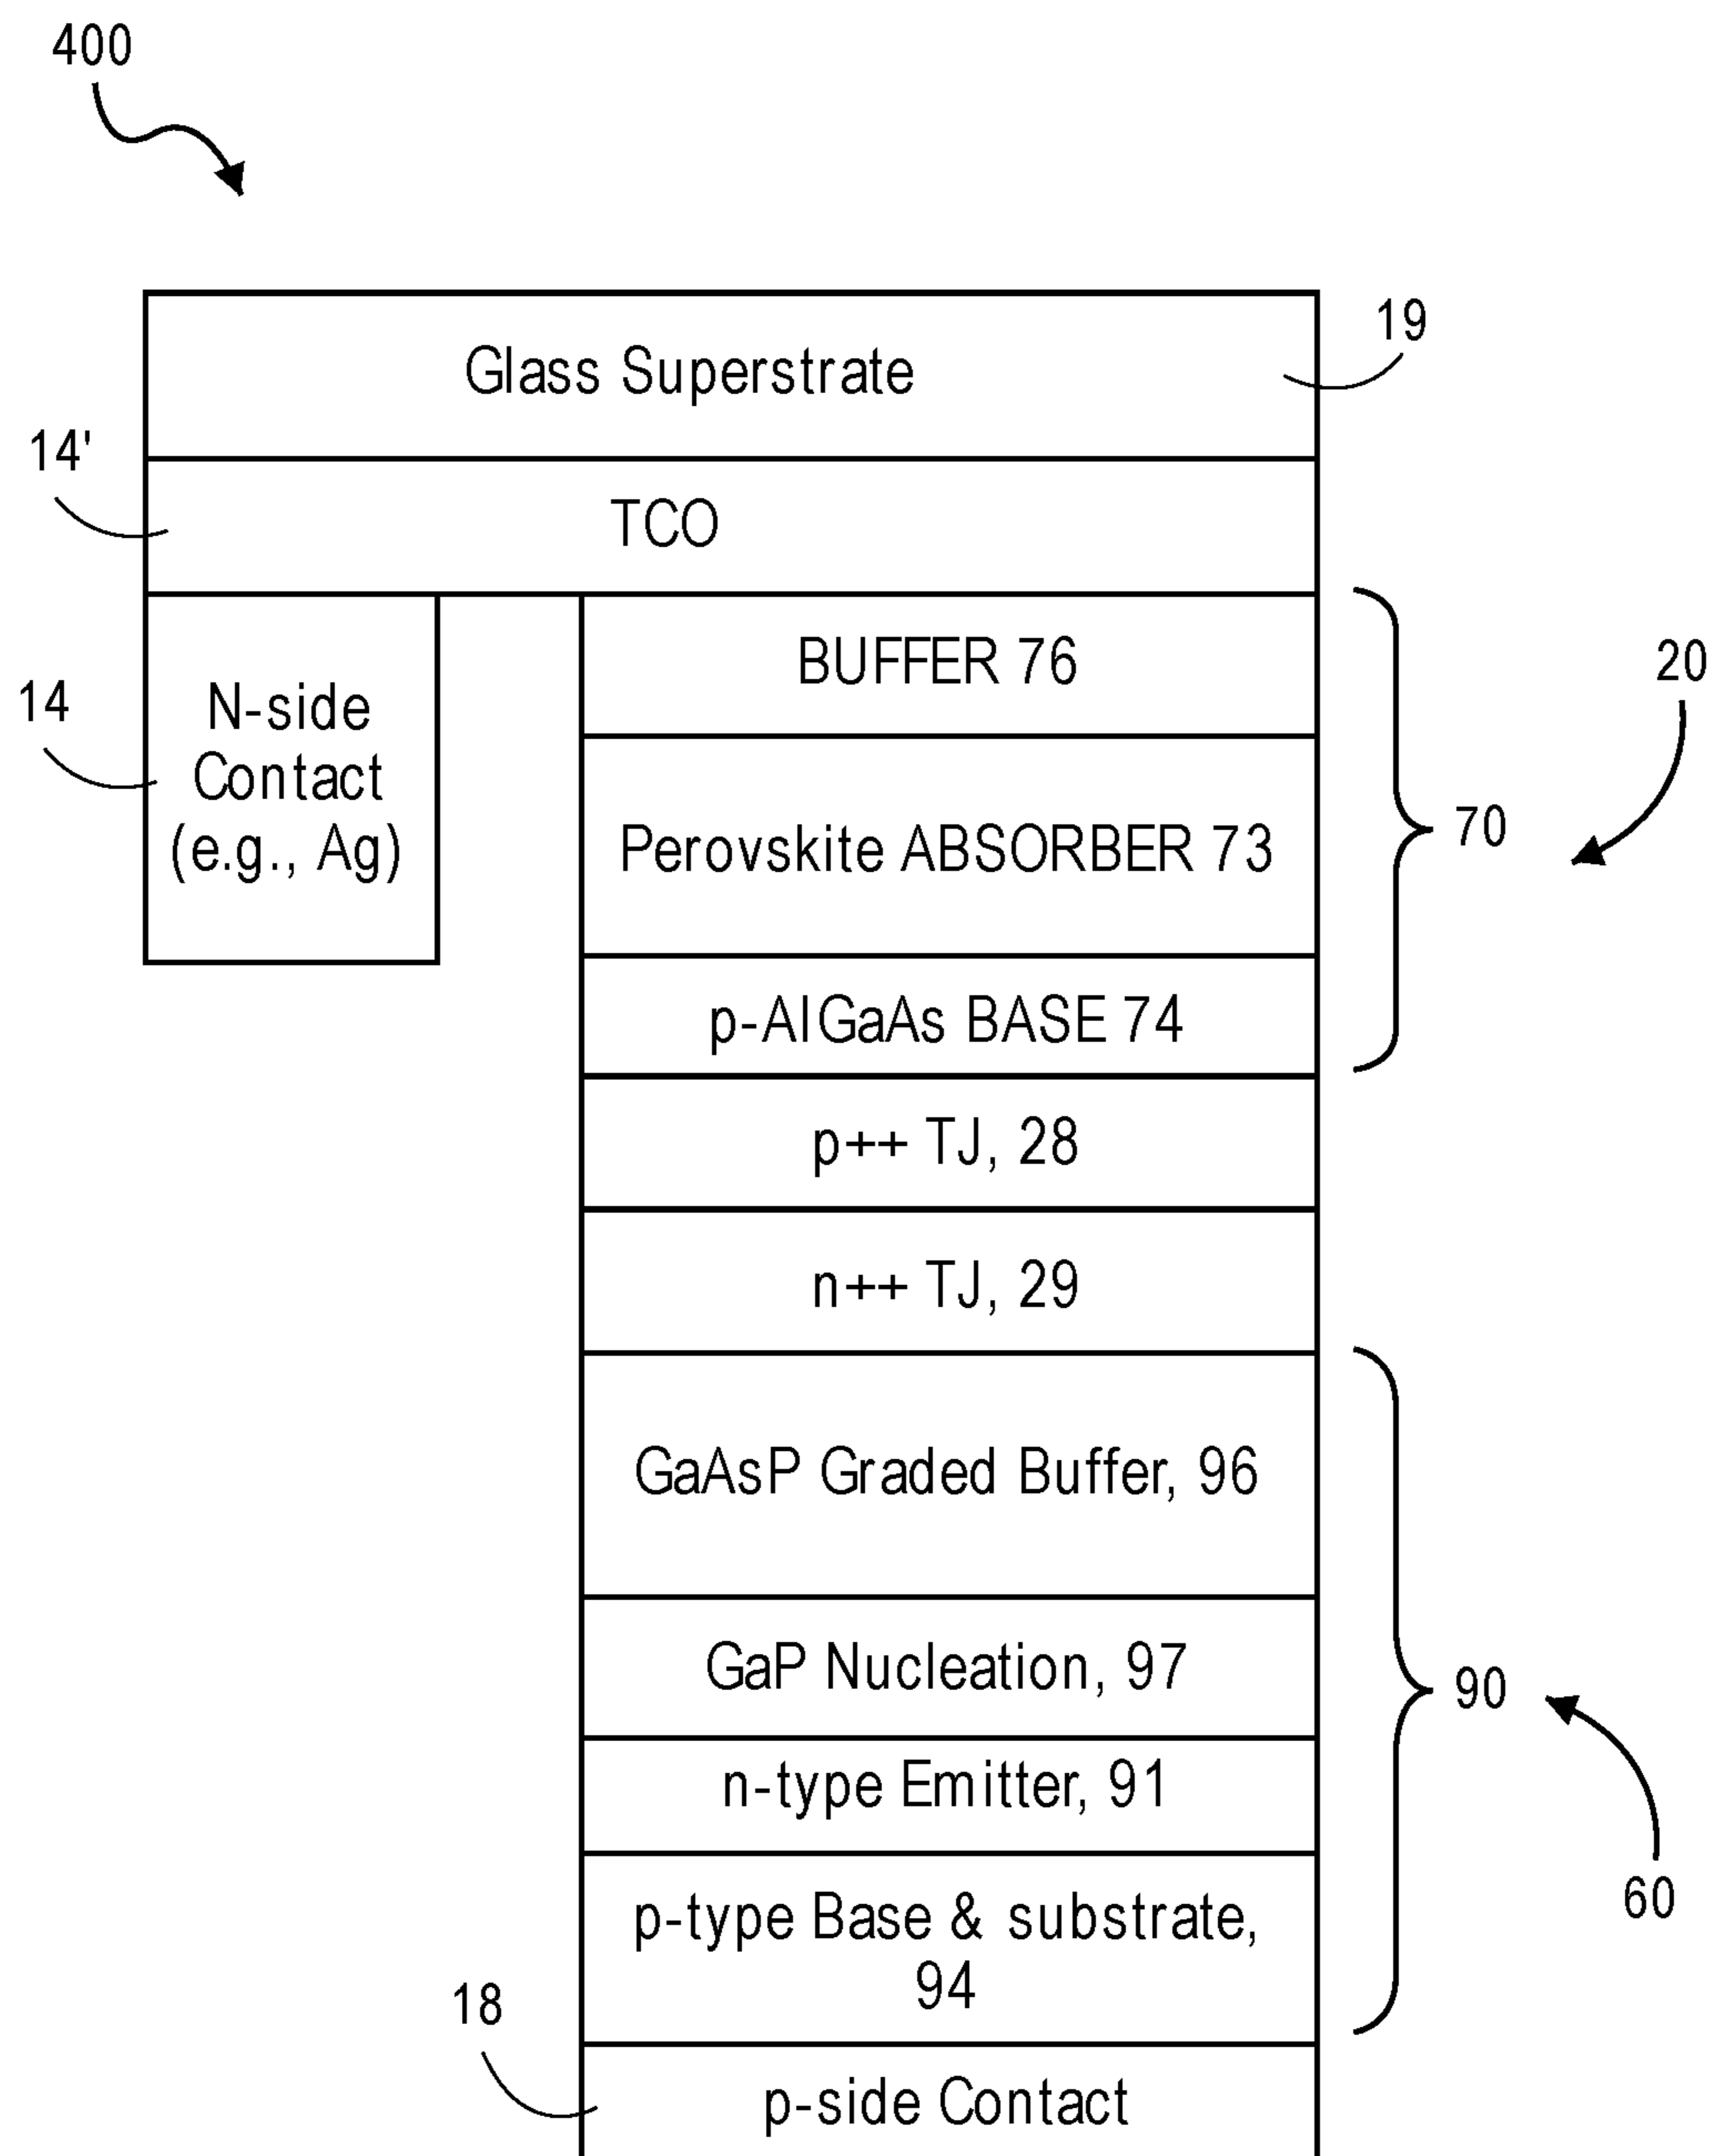 400
Glass Superstrate
19
14'
TCO
BUFFER 76
20
14
N-side
Contact
(e.g., Ag)
Perovskite ABSORBER 73
70
p-AlGaAs BASE 74
p++ TJ, 28
n++ TJ, 29
GaAsP Graded Buffer, 96
GaP Nucleation, 97
90
n-type Emitter, 91
60
p-type Base & substrate,
94
18
p-side Contact